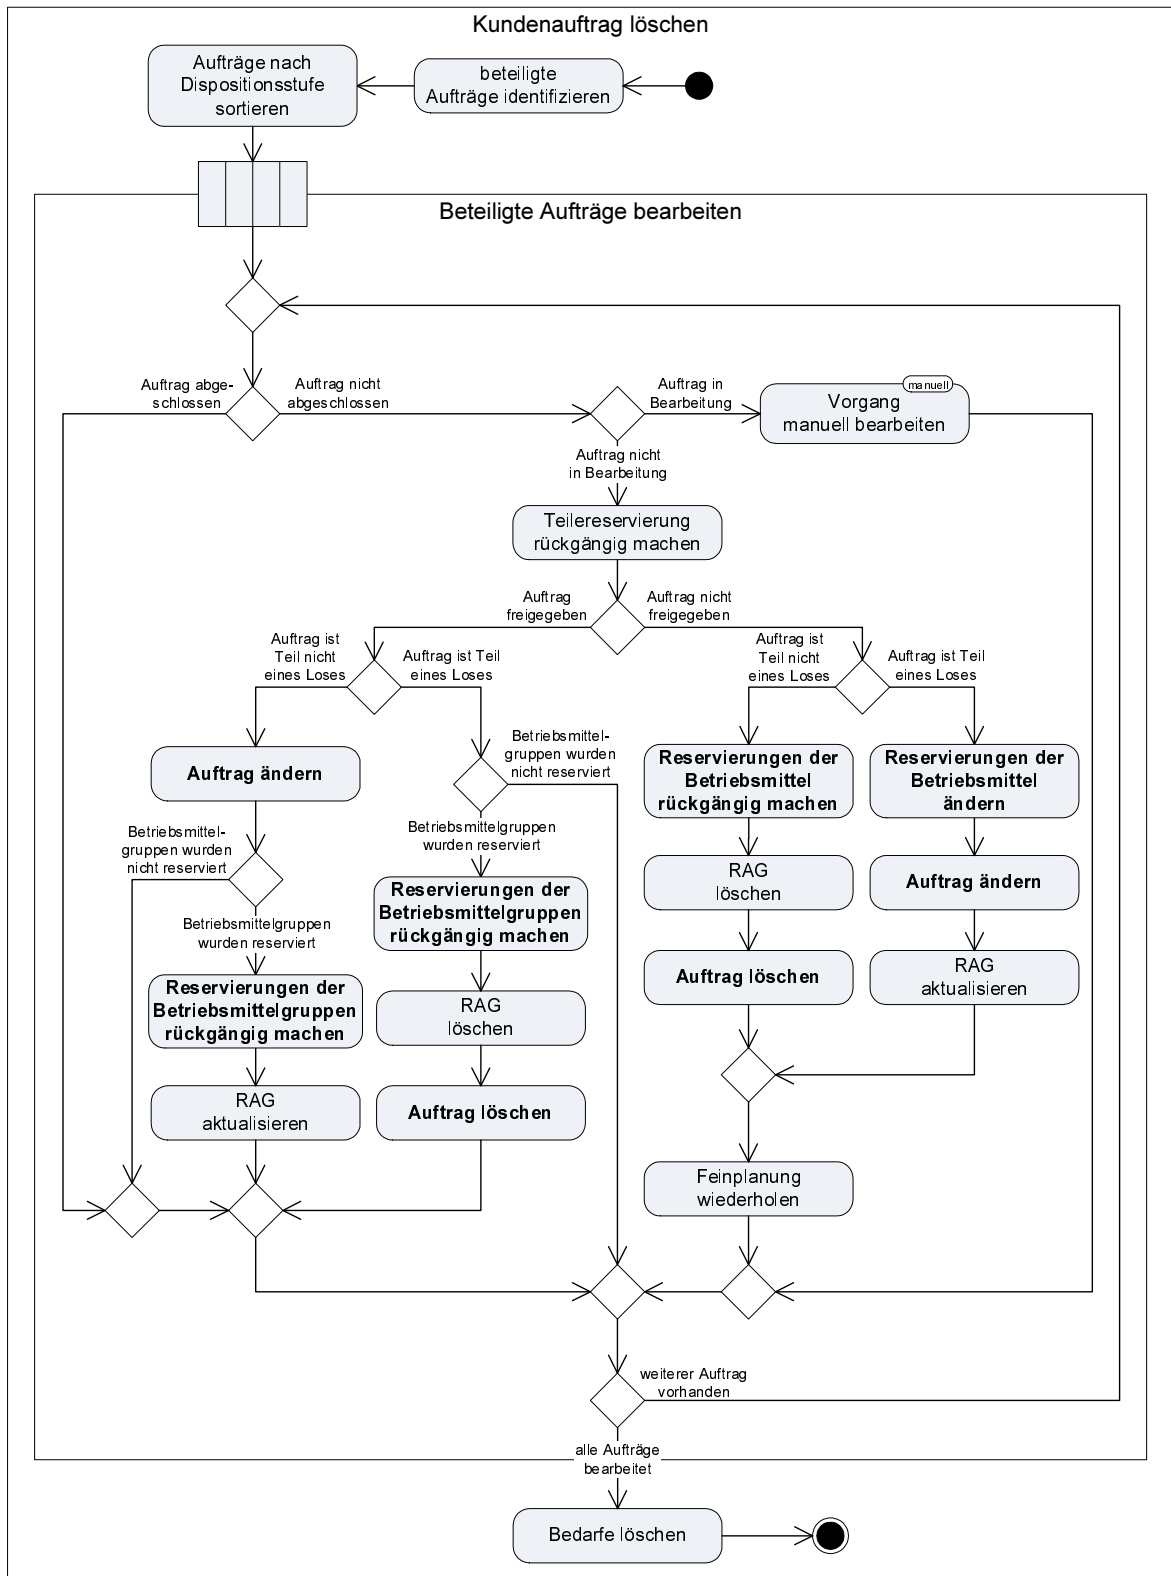 Kundenauftrag löschen
Aufträge nach
Dispositionsstufe
sortieren
beteiligte
Aufträge identifizieren
Beteiligte Aufträge bearbeiten
Auftrag abge-
schlossen
Auftrag nicht
abgeschlossen
Auftrag in
Bearbeitung
manuell
Vorgang
manuell bearbeiten
Auftrag nicht
in Bearbeitung
Teilereservierung
rückgängig machen
Auftrag
freigegeben
Auftrag nicht
freigegeben
Auftrag ist
Teil nicht
eines Loses
Auftrag ist Teil
eines Loses
Auftrag ist
Teil nicht
eines Loses
Auftrag ist Teil
eines Loses
Auftrag ändern
Betriebsmittel-
gruppen wurden
nicht reserviert
Reservierungen der
Betriebsmittel
rückgängig machen
Reservierungen der
Betriebsmittel
ändern
Betriebsmittel-
gruppen wurden
nicht reserviert
Betriebsmittelgruppen
wurden reserviert
RAG
löschen
Auftrag ändern
Betriebsmittelgruppen
wurden reserviert
Reservierungen der
Betriebsmittelgruppen
rückgängig machen
Auftrag löschen
RAG
aktualisieren
Reservierungen der
Betriebsmittelgruppen
rückgängig machen
RAG
löschen
RAG
aktualisieren
Auftrag löschen
Feinplanung
wiederholen
weiterer Auftrag
vorhanden
alle Aufträge
bearbeitet
Bedarfe löschen